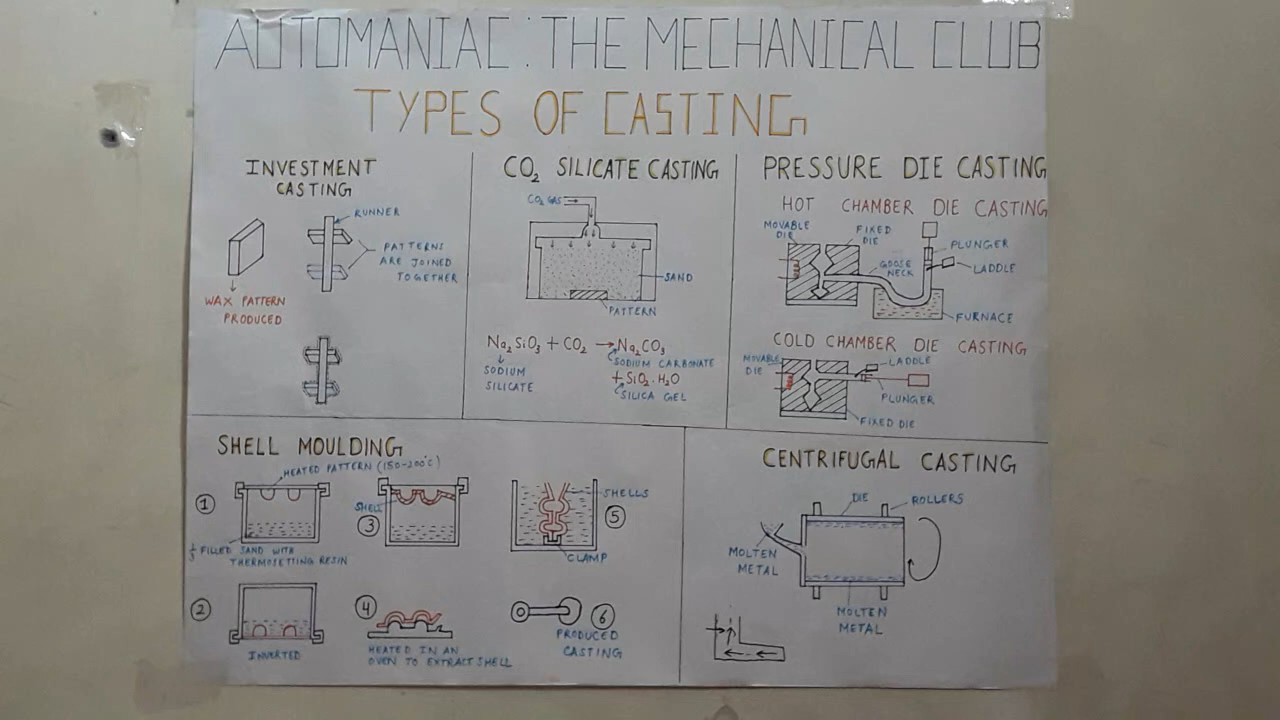 AUTOMANIAC : THE MECHANICAL CLUB
TYPES OF CASTING
INVESTMENT
CASTING
RUNNER
PATTERNS
ARE JOINED
TOGETHER
WAX PATTERN
PRODUCED
CO₂ SILICATE CASTING
CO₂ GAS
SAND
PATTERN
Na₂SiO₃ + CO₂ → Na₂CO₃
SODIUM CARBONATE
SODIUM
SILICATE
+ SiO₂.H₂O
SILICA GEL
PRESSURE DIE CASTING
HOT CHAMBER DIE CASTING
MOVABLE
DIE
FIXED
DIE
PLUNGER
GOOSE
NECK
LADDLE
FURNACE
COLD CHAMBER DIE CASTING
MOVABLE
DIE
LADDLE
PLUNGER
FIXED DIE
SHELL MOULDING
HEATED PATTERN (150-200°C)
1
1/3 FILLED SAND WITH
THERMOSETTING RESIN
2
INVERTED
SHELL
3
4
HEATED IN AN
OVEN TO EXTRACT SHELL
SHELLS
5
CLAMP
6
PRODUCED
CASTING
CENTRIFUGAL CASTING
DIE
ROLLERS
MOLTEN
METAL
MOLTEN
METAL